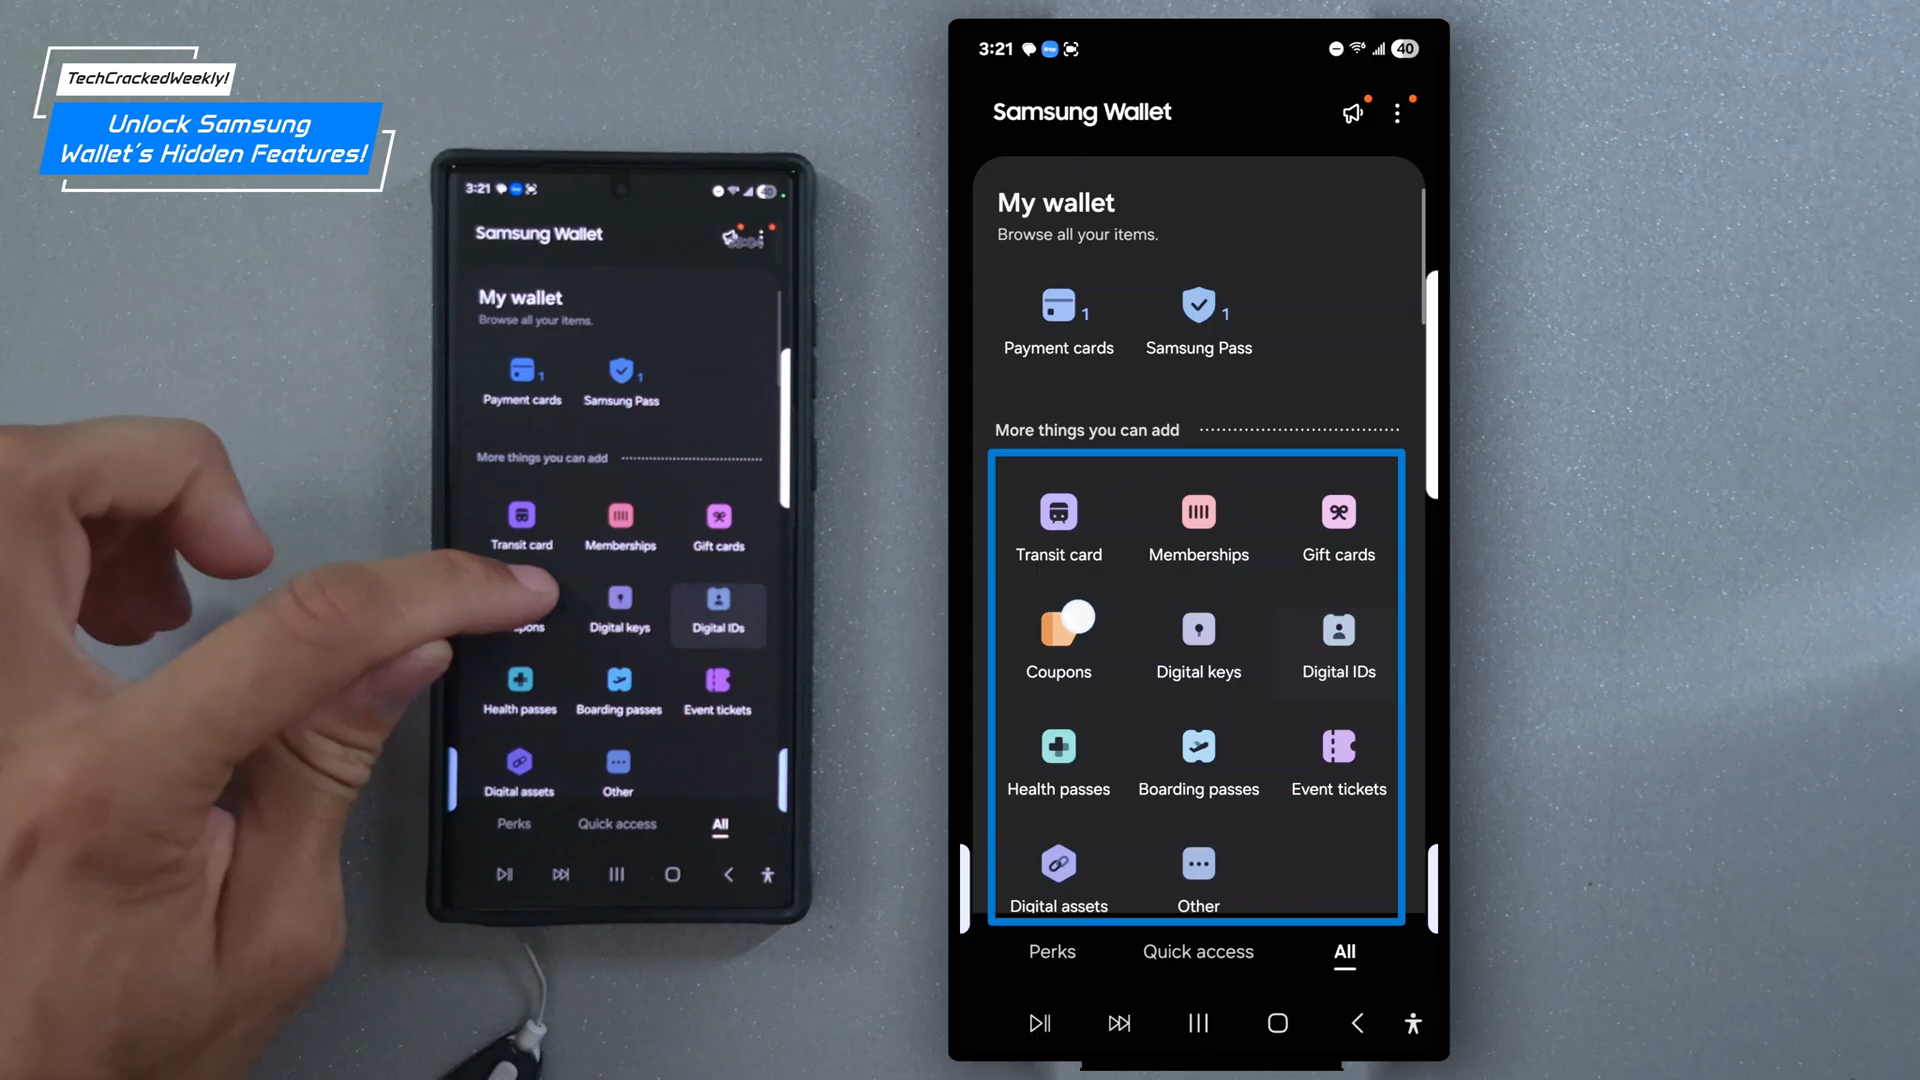 TechCrackedWeekly!
Unlock Samsung
Wallet's Hidden Features!
3:21
40
Samsung Wallet
My wallet
Browse all your items.
1
1
Payment cards
Samsung Pass
More things you can add
Transit card
Memberships
Gift cards
pons
Digital keys
Digital IDs
Health passes
Boarding passes
Event tickets
Digital assets
Other
Perks
Quick access
All
3:21
40
Samsung Wallet
My wallet
Browse all your items.
1
1
Payment cards
Samsung Pass
More things you can add
Transit card
Memberships
Gift cards
Coupons
Digital keys
Digital IDs
Health passes
Boarding passes
Event tickets
Digital assets
Other
Perks
Quick access
All